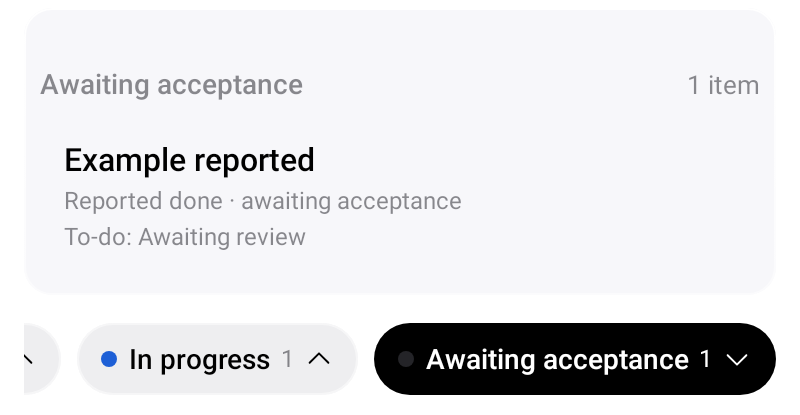 Awaiting acceptance 1 item
Example reported
Reported done · awaiting acceptance
To-do: Awaiting review
In progress 1 Awaiting acceptance 1